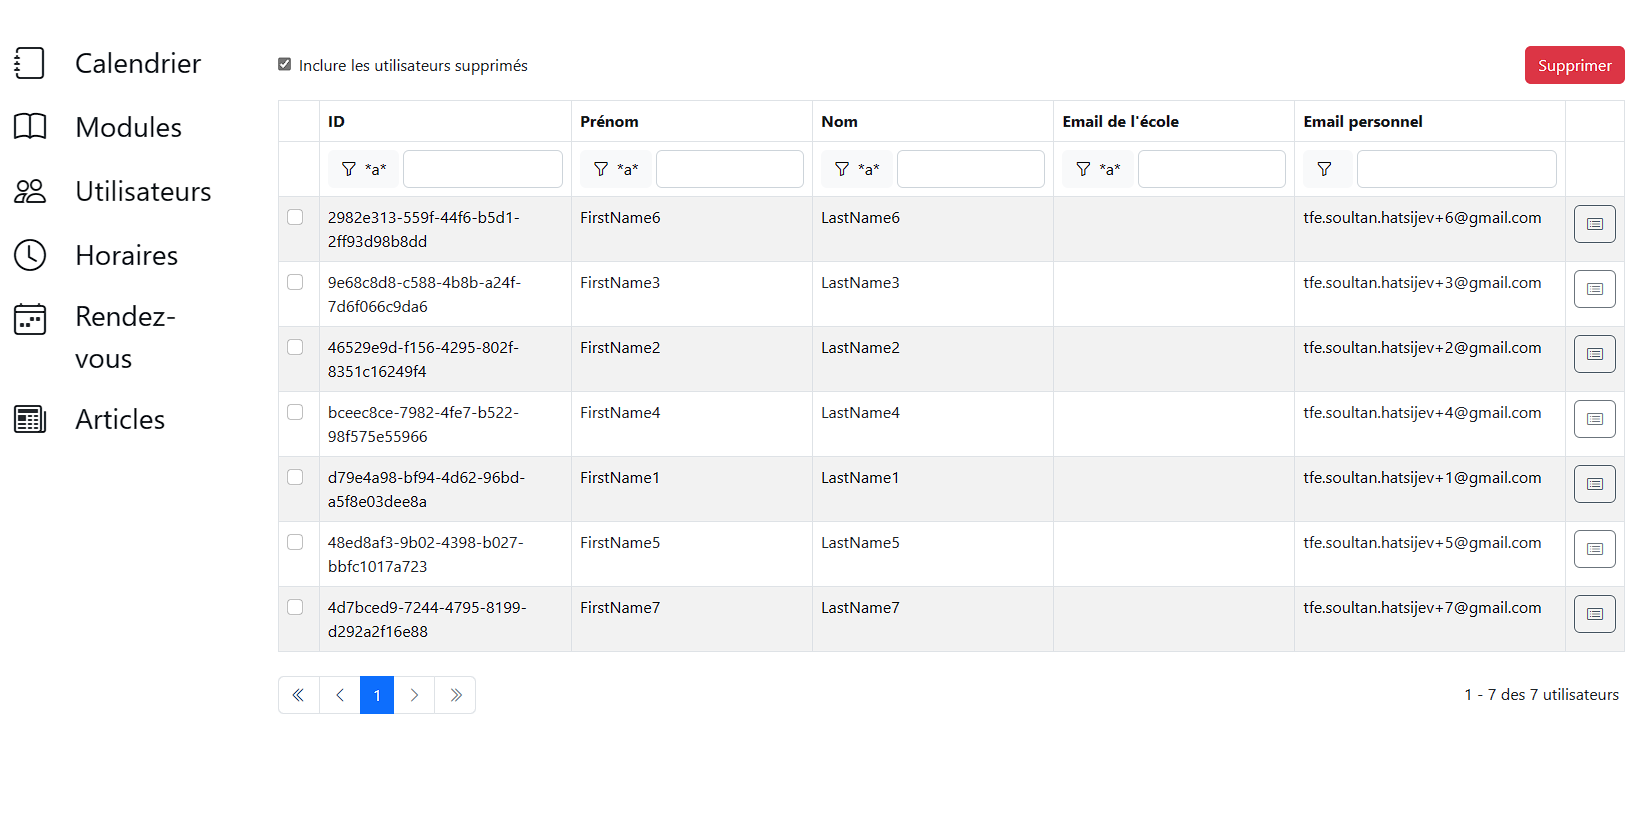 Calendrier
Modules
Utilisateurs
Horaires
Rendez-
vous
Articles
Inclure les utilisateurs supprimés
Supprimer
ID Prénom Nom Email de l'école Email personnel
*a* *a* *a* *a*
2982e313-559f-44f6-b5d1- FirstName6 LastName6 tfe.soultan.hatsijev+6@gmail.com
2ff93d98b8dd
9e68c8d8-c588-4b8b-a24f- FirstName3 LastName3 tfe.soultan.hatsijev+3@gmail.com
7d6f066c9da6
46529e9d-f156-4295-802f- FirstName2 LastName2 tfe.soultan.hatsijev+2@gmail.com
8351c16249f4
bceec8ce-7982-4fe7-b522- FirstName4 LastName4 tfe.soultan.hatsijev+4@gmail.com
98f575e55966
d79e4a98-bf94-4d62-96bd- FirstName1 LastName1 tfe.soultan.hatsijev+1@gmail.com
a5f8e03dee8a
48ed8af3-9b02-4398-b027- FirstName5 LastName5 tfe.soultan.hatsijev+5@gmail.com
bbfc1017a723
4d7bced9-7244-4795-8199- FirstName7 LastName7 tfe.soultan.hatsijev+7@gmail.com
d292a2f16e88
1
1 - 7 des 7 utilisateurs